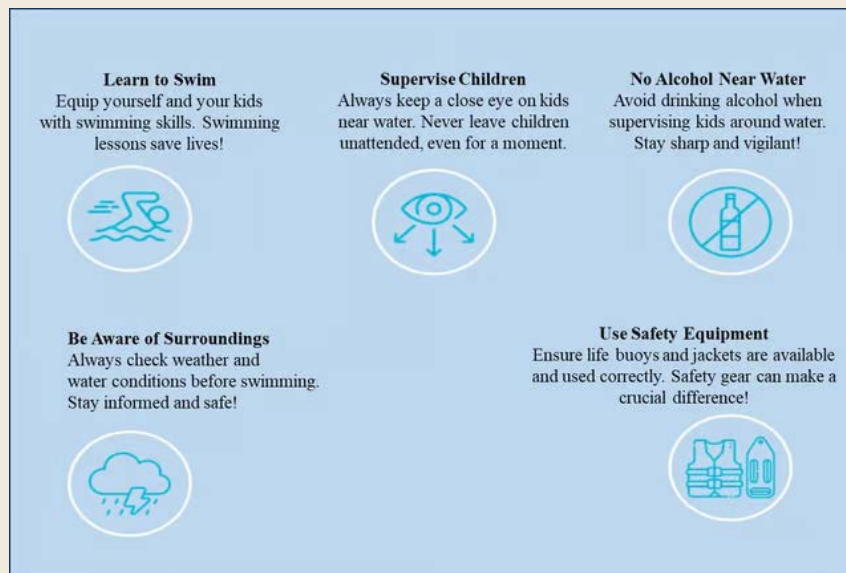 Learn to Swim
Equip yourself and your kids
with swimming skills. Swimming
lessons save lives!
Supervise Children
Always keep a close eye on kids
near water. Never leave children
unattended, even for a moment.
No Alcohol Near Water
Avoid drinking alcohol when
supervising kids around water.
Stay sharp and vigilant!
Be Aware of Surroundings
Always check weather and
water conditions before swimming.
Stay informed and safe!
Use Safety Equipment
Ensure life buoys and jackets are available
and used correctly. Safety gear can make a
crucial difference!